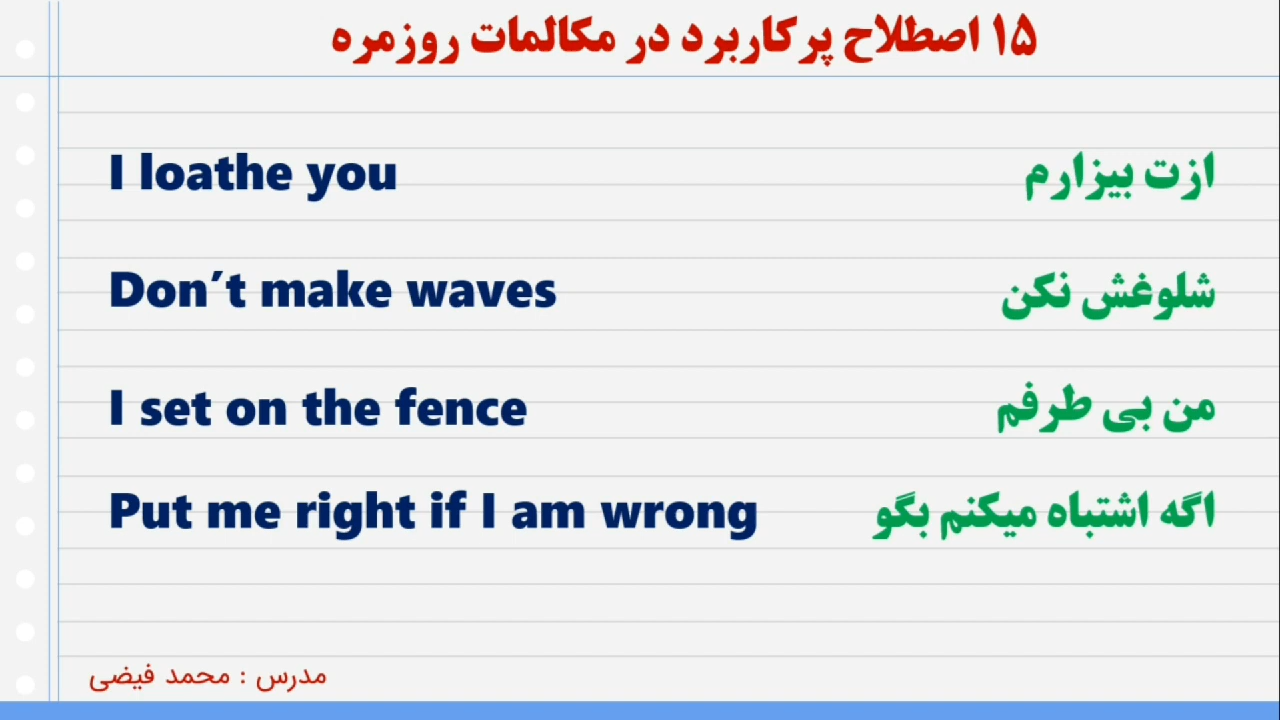 ۱۵ اصطلاح پرکاربرد در مکالمات روزمره
I loathe you ازت بیزارم
Don′t make waves شلوغش نکن
I set on the fence من بی طرفم
Put me right if I am wrong اگه اشتباه میکنم بگو
مدرس : محمد فیضی